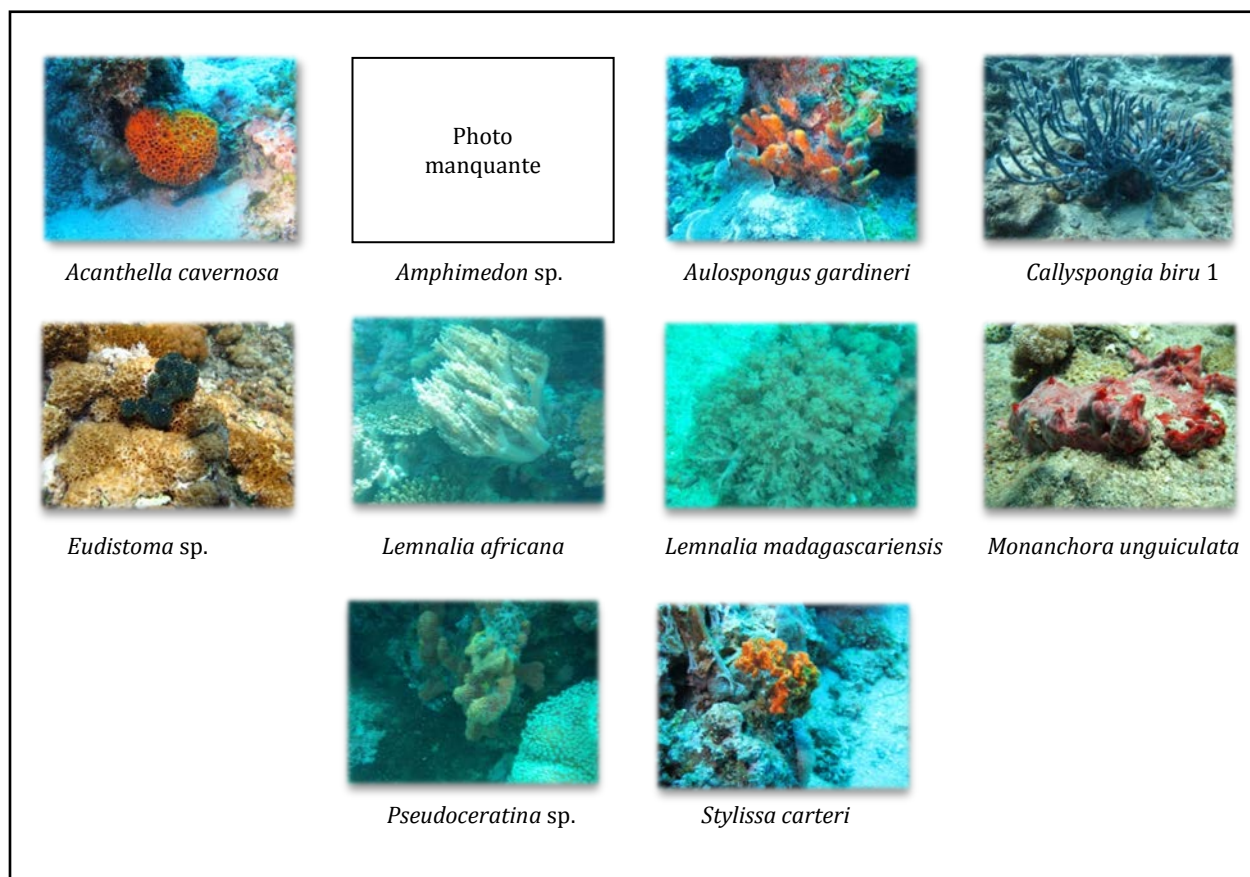 Photo
manquante
Acanthella cavernosa
Amphimedon sp.
Aulospongus gardineri
Callyspongia biru 1
Eudistoma sp.
Lemnalia africana
Lemnalia madagascariensis
Monanchora unguiculata
Pseudoceratina sp.
Stylissa carteri